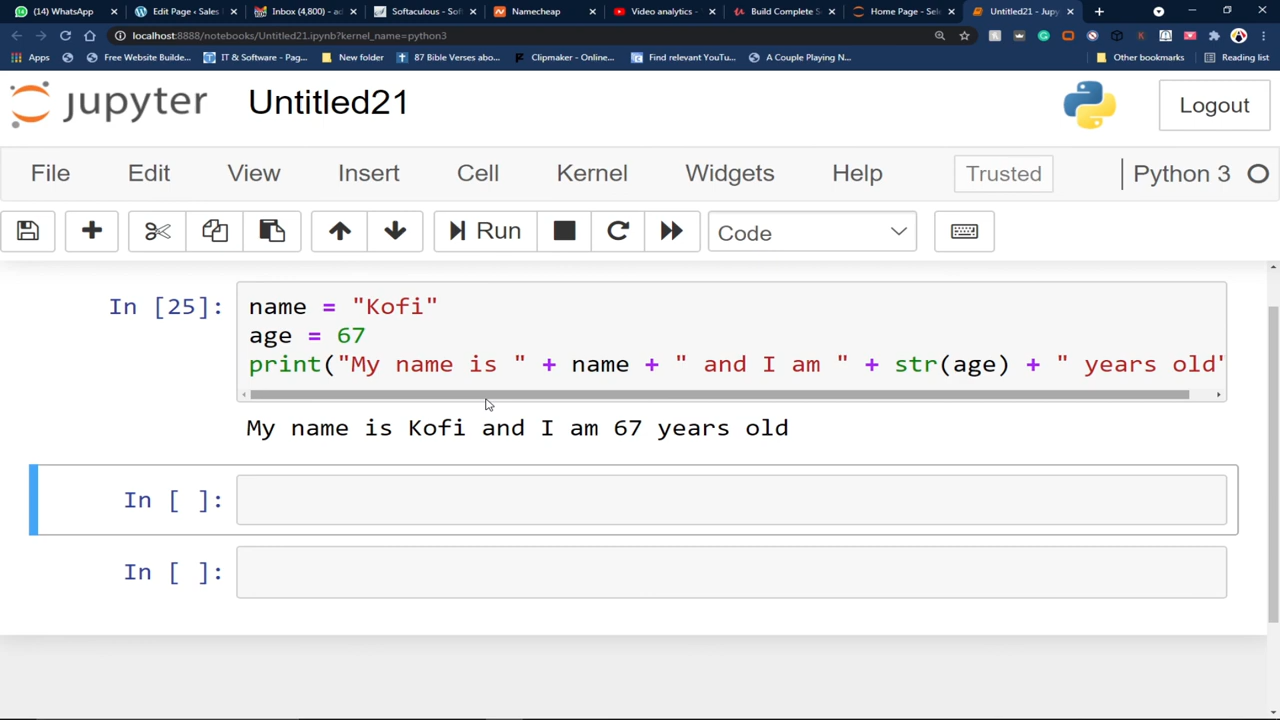 (14) WhatsApp
Edit Page ‹ Sales
Inbox (4,800) - ad
Softaculous - Sof
Namecheap
Video analytics -
Build Complete S
Home Page - Sele
Untitled21 - Jupy
localhost:8888/notebooks/Untitled21.ipynb?kernel_name=python3
Apps
Free Website Builde...
IT & Software - Pag...
New folder
87 Bible Verses abo...
Clipmaker - Online...
Find relevant YouTu...
A Couple Playing N...
Other bookmarks
Reading list
jupyter Untitled21
Logout
File Edit View Insert Cell Kernel Widgets Help Trusted Python 3
Run Code
In [25]: name = "Kofi"
age = 67
print("My name is " + name + " and I am " + str(age) + " years old"
My name is Kofi and I am 67 years old
In [ ]:
In [ ]: